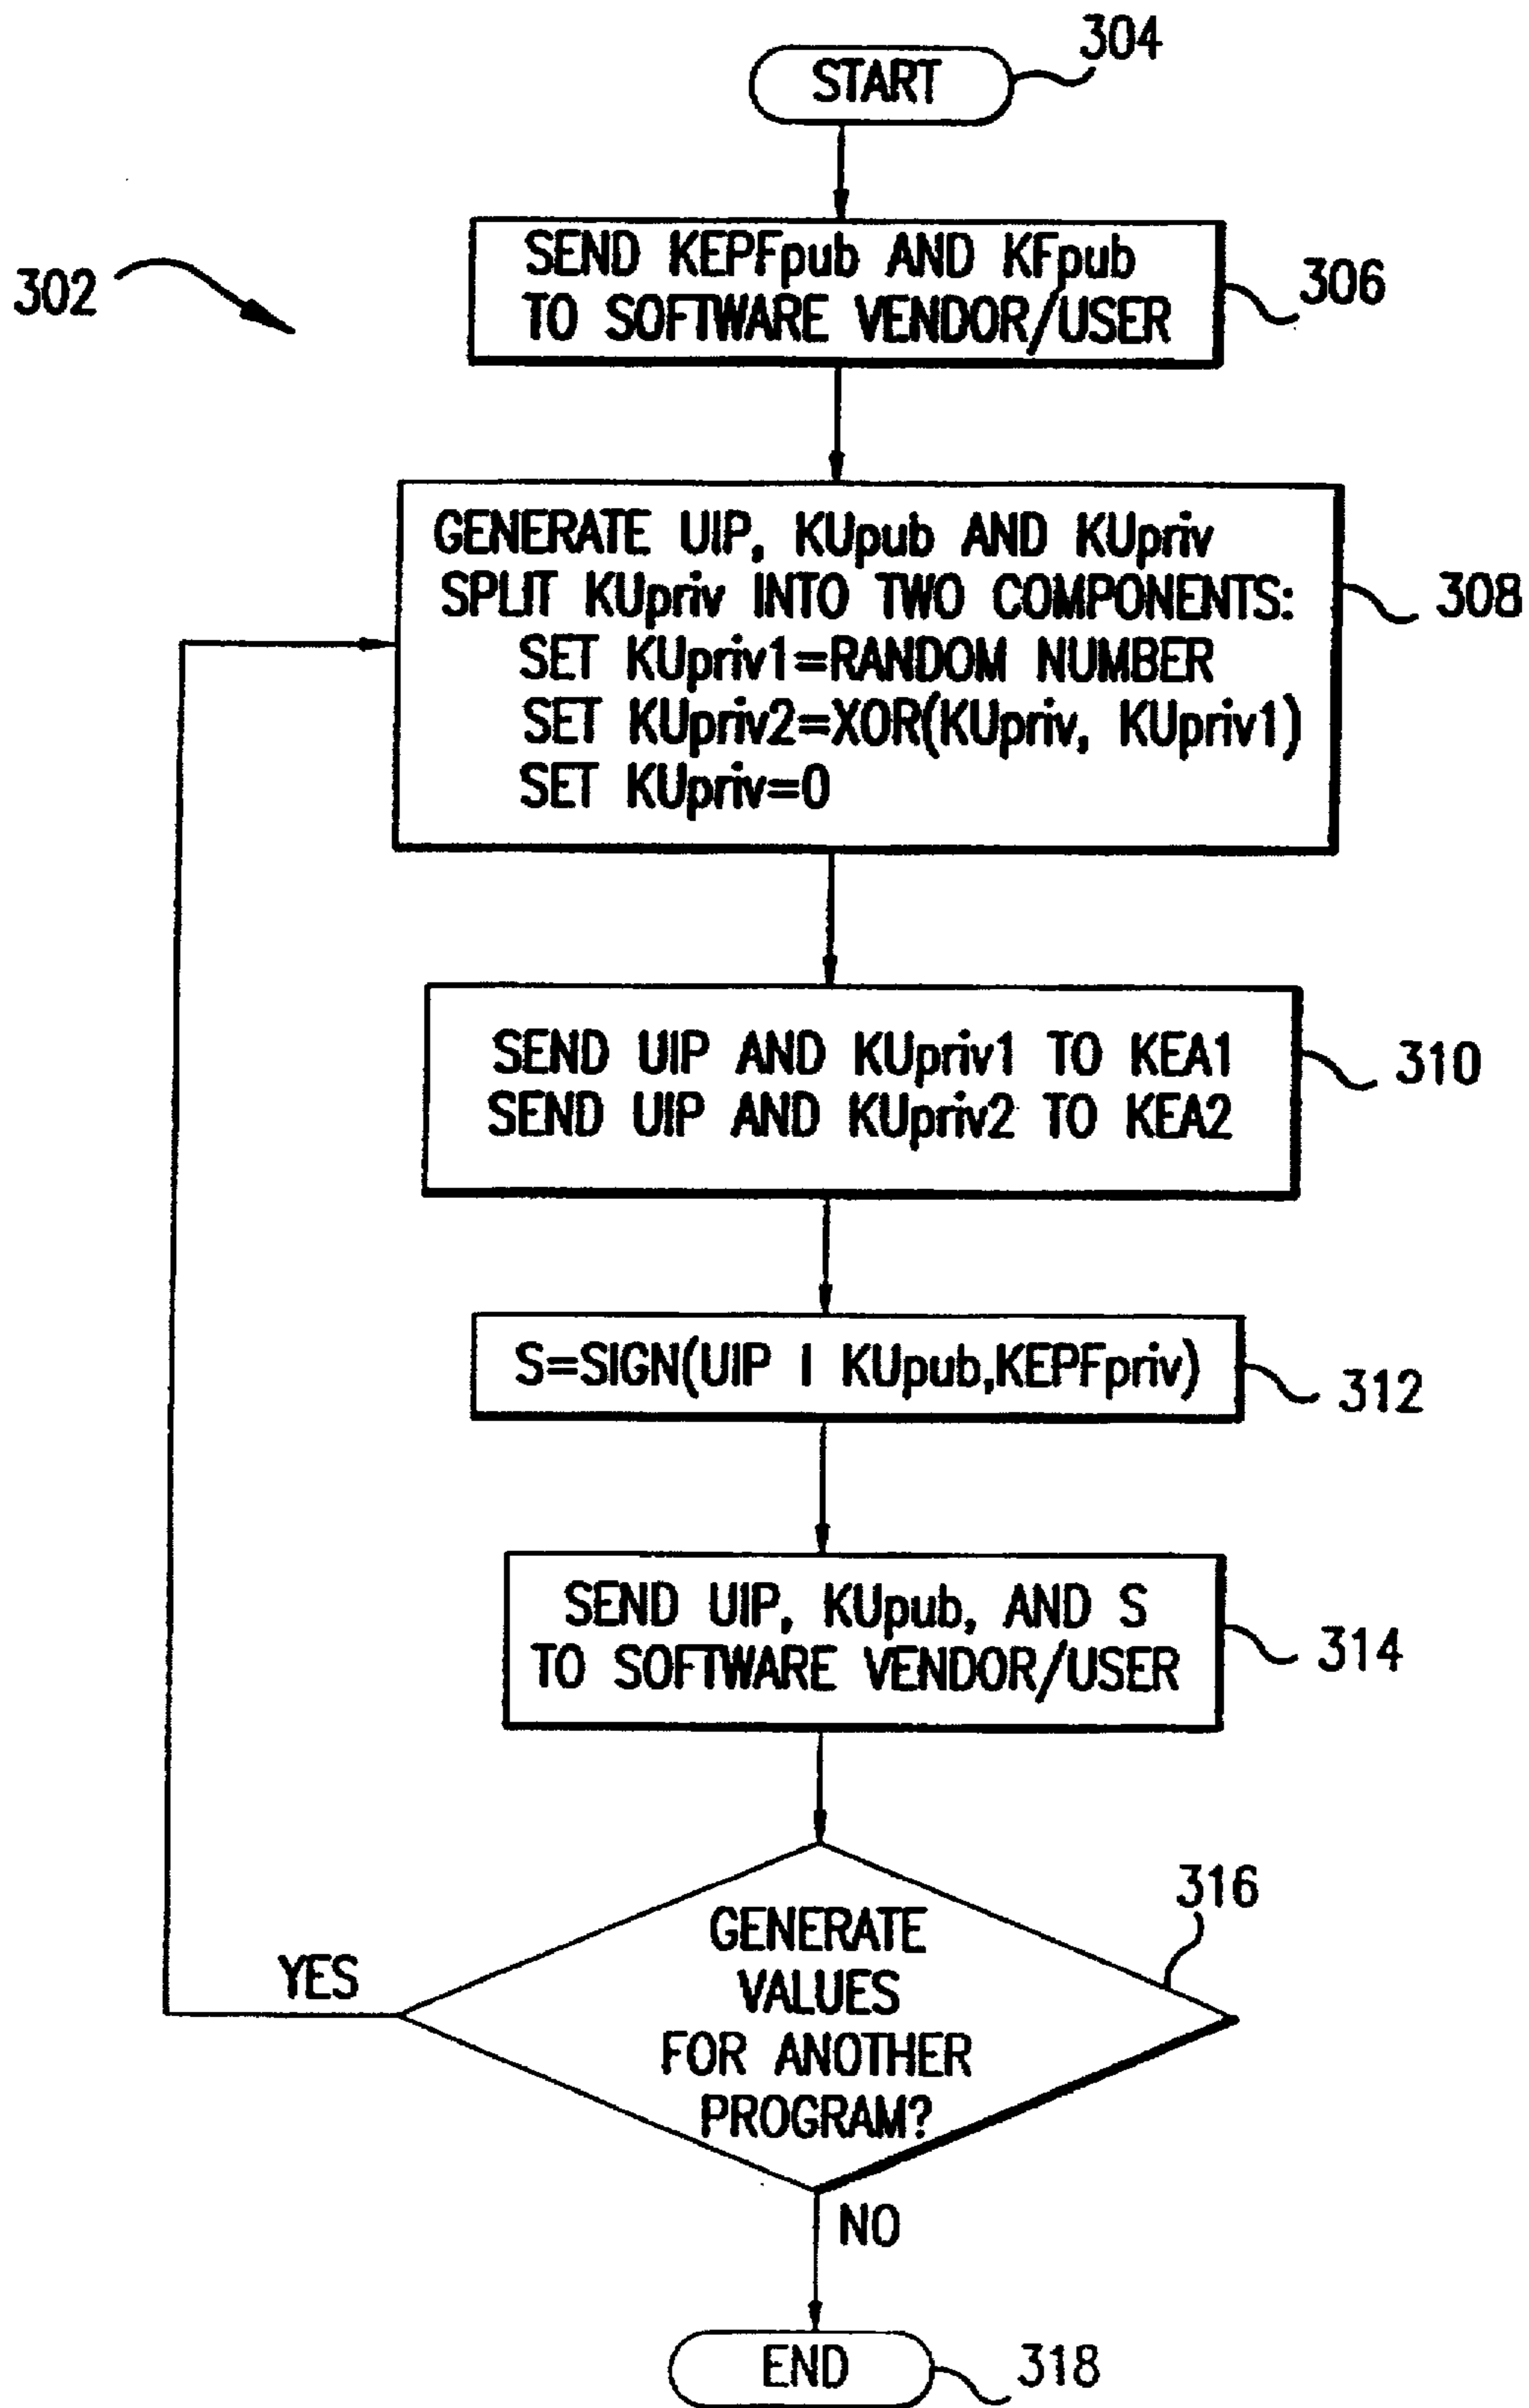 304
START
302
SEND KEPFpub AND KFpub
TO SOFTWARE VENDOR/USER
306
GENERATE UIP, KUpub AND KUpriv
SPLIT KUpriv INTO TWO COMPONENTS:
SET KUpriv1=RANDOM NUMBER
SET KUpriv2=XOR(KUpriv, KUpriv1)
SET KUpriv=0
308
SEND UIP AND KUpriv1 TO KEA1
SEND UIP AND KUpriv2 TO KEA2
310
S=SIGN(UIP | KUpub,KEPFpriv)
312
SEND UIP, KUpub, AND S
TO SOFTWARE VENDOR/USER
314
316
GENERATE
VALUES
FOR ANOTHER
PROGRAM?
YES
NO
END
318